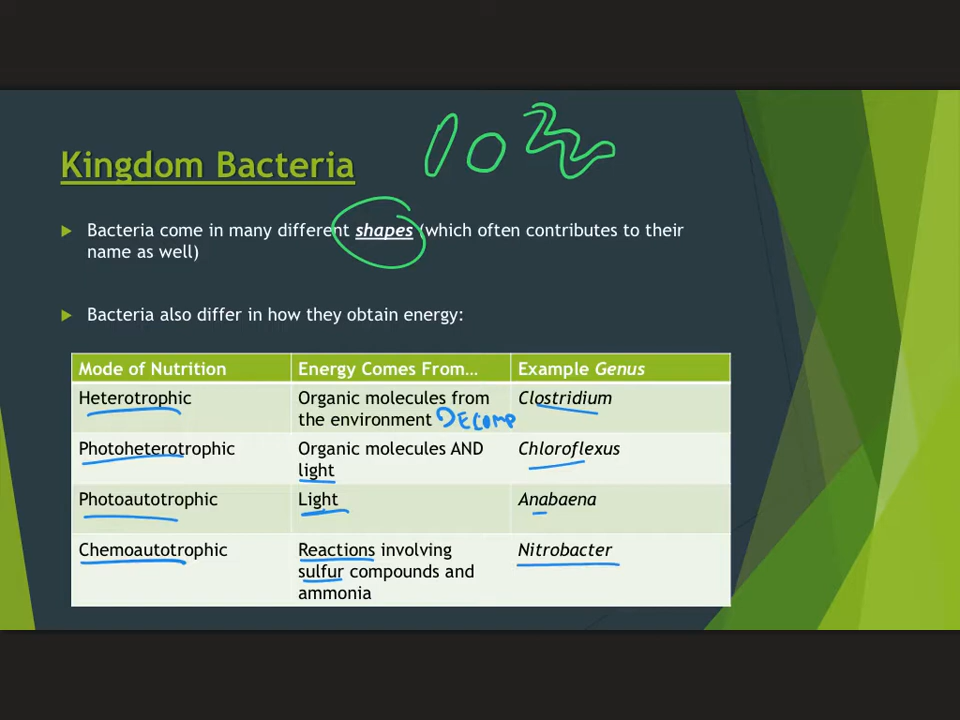 Kingdom Bacteria
Bacteria come in many different shapes (which often contributes to their
name as well)
Bacteria also differ in how they obtain energy:
Mode of Nutrition Energy Comes From… Example Genus
Heterotrophic Organic molecules from Clostridium
the environment DEcomp
Photoheterotrophic Organic molecules AND Chloroflexus
light
Photoautotrophic Light Anabaena
Chemoautotrophic Reactions involving Nitrobacter
sulfur compounds and
ammonia